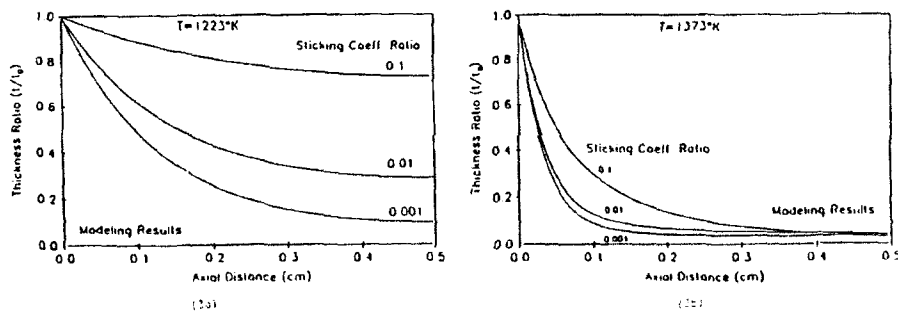 T=1223°K
Sticking Coeff Ratio
0.1
0.01
0.001
Modeling Results
Thickness Ratio (t/t₀)
1.0
0.8
0.6
0.4
0.2
0.0
0.0 0.1 0.2 0.3 0.4 0.5
Axial Distance (cm)
T=1373°K
Sticking Coeff Ratio
0.1
0.01
0.001
Modeling Results
Thickness Ratio (t/t₀)
1.0
0.8
0.6
0.4
0.2
0.0
0.0 0.1 0.2 0.3 0.4 0.5
Axial Distance (cm)